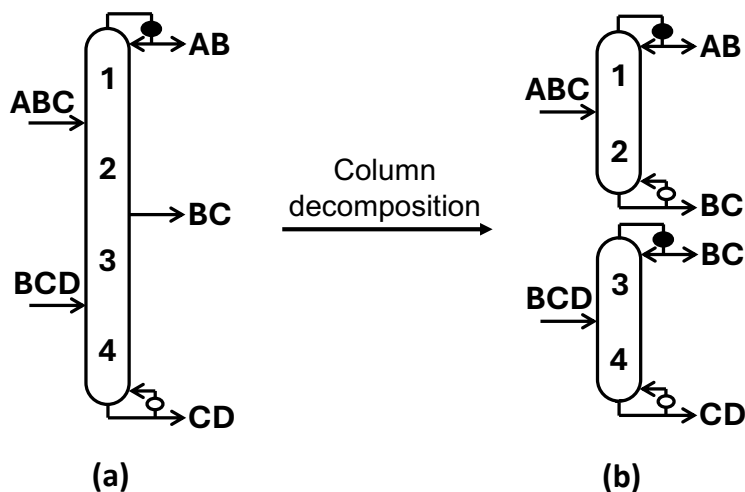 AB
1
ABC
2
BC
3
BCD
4
CD
(a)
Column
decomposition
AB
1
ABC
2
BC
BC
3
BCD
4
CD
(b)